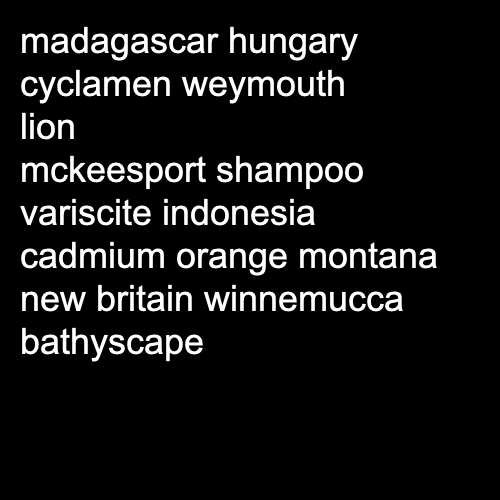 madagascar hungary
cyclamen weymouth
lion
mckeesport shampoo
variscite indonesia
cadmium orange montana
new britain winnemucca
bathyscape